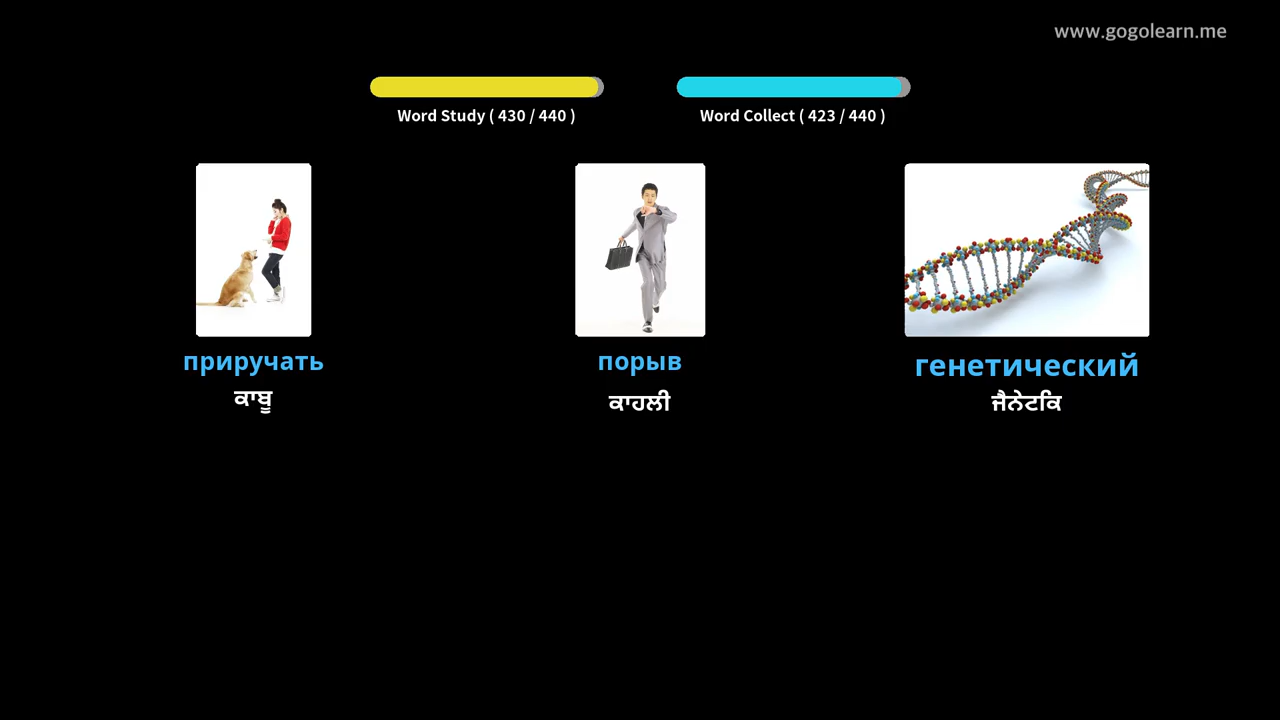 www.gogolearn.me
Word Study ( 430 / 440 )
Word Collect ( 423 / 440 )
приручать
порыв
генетический
ਕਾਬੂ
ਕਾਹਲੀ
ਜੈਨੇਟਕਿ